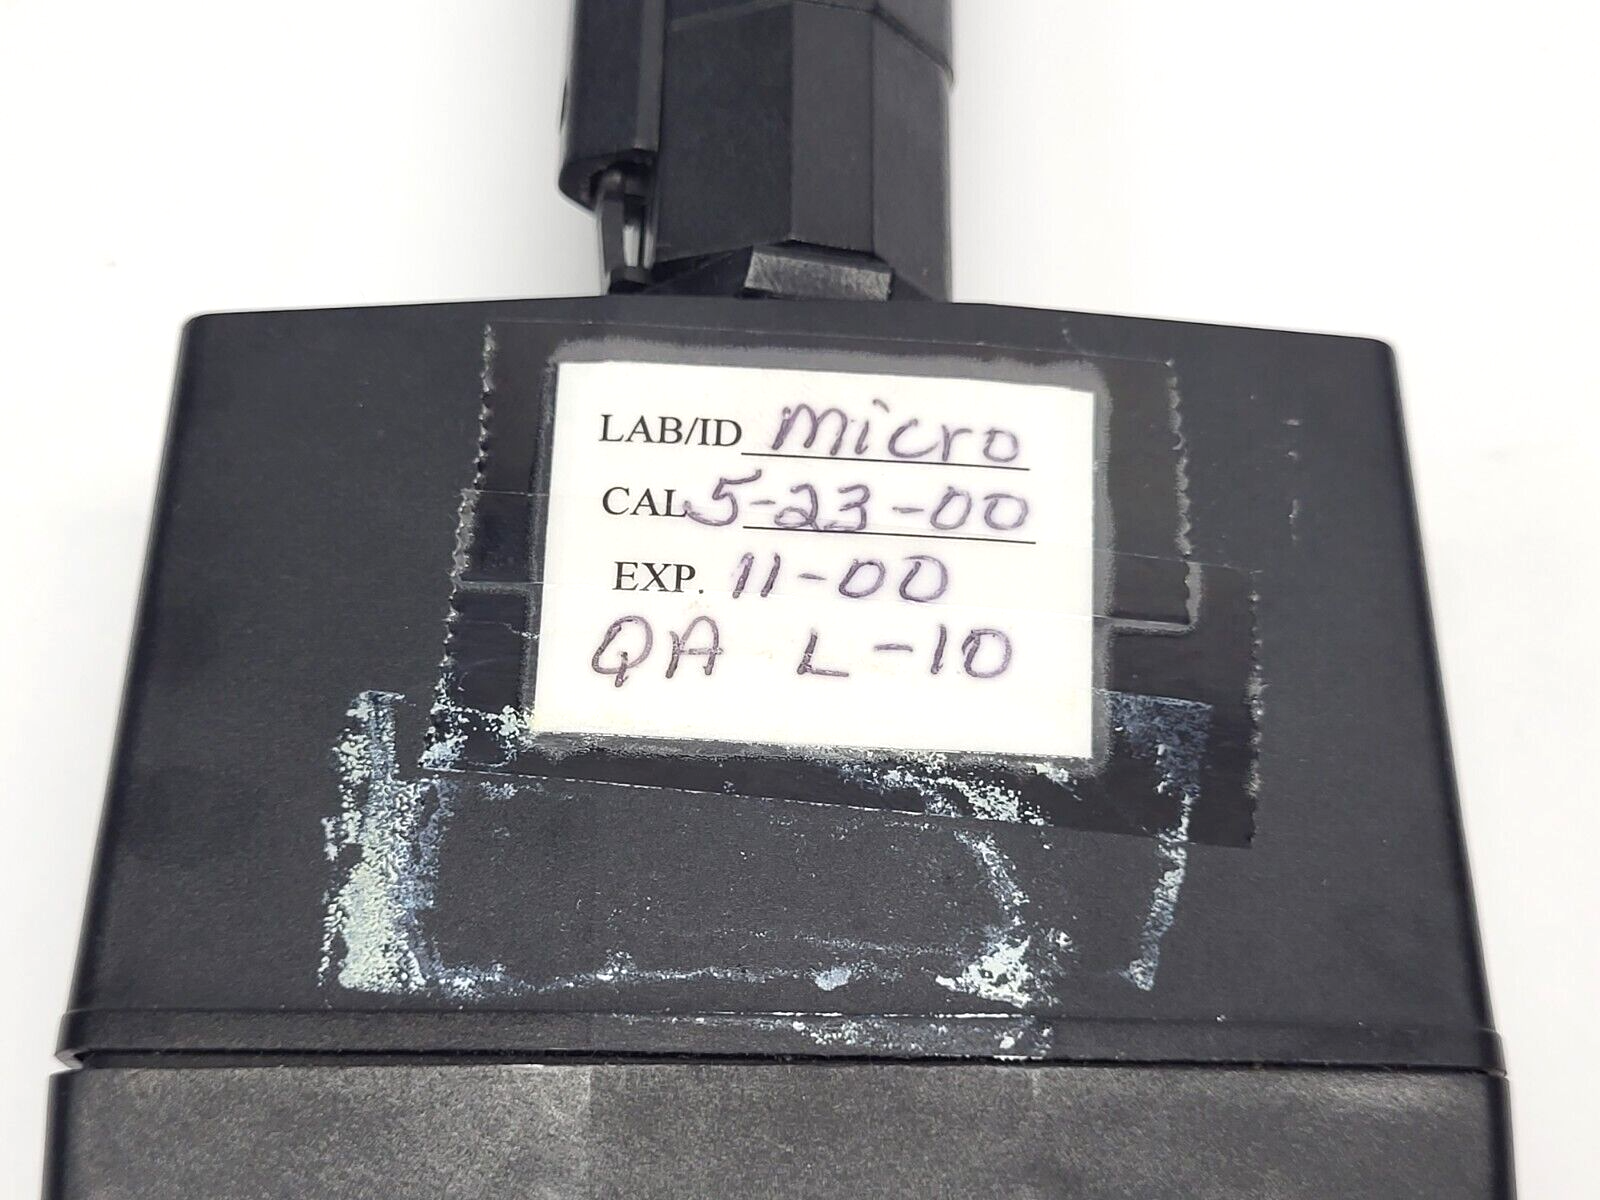 LAB/ID micro
CAL 5-23-00
EXP. 11-00
QA L-10